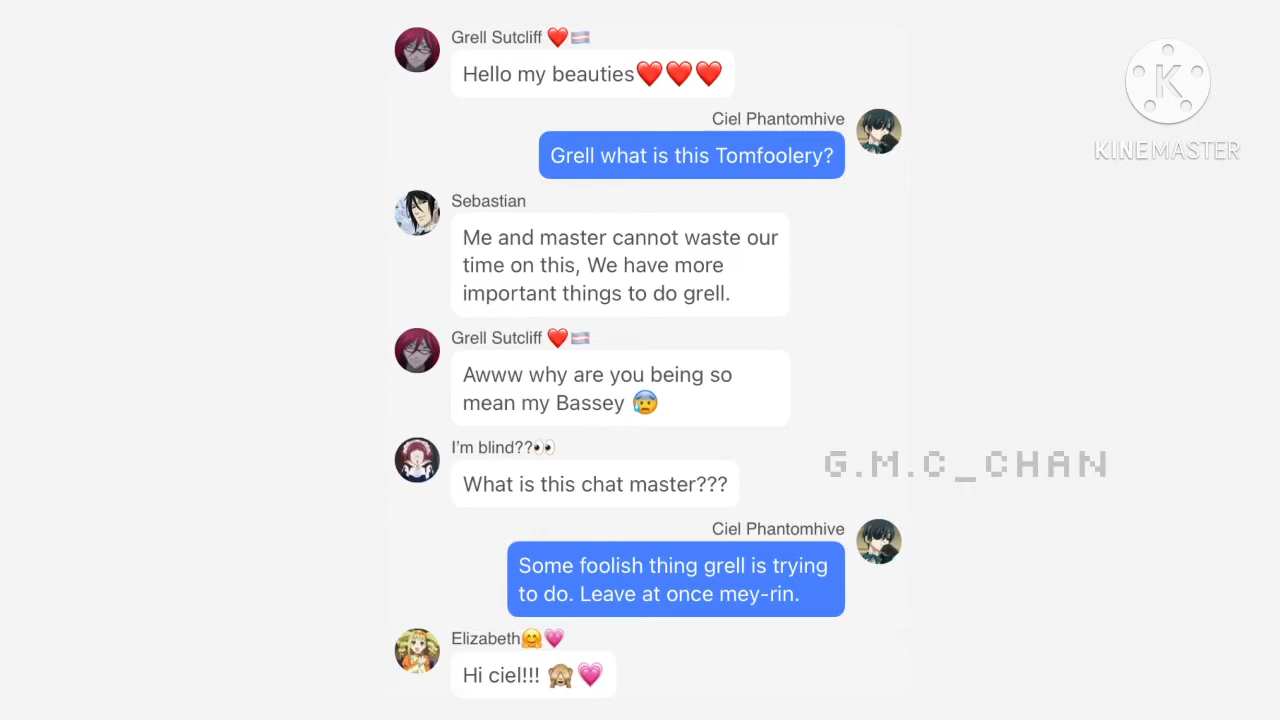 Grell Sutcliff ❤️🏳️‍⚧️
Hello my beauties❤️❤️❤️
Ciel Phantomhive
Grell what is this Tomfoolery?
Sebastian
Me and master cannot waste our
time on this, We have more
important things to do grell.
Grell Sutcliff ❤️🏳️‍⚧️
Awww why are you being so
mean my Bassey 😰
I'm blind??👀
What is this chat master???
Ciel Phantomhive
Some foolish thing grell is trying
to do. Leave at once mey-rin.
Elizabeth🤗💗
Hi ciel!!! 🙈💗
K
KINEMASTER
G.M.C_CHAN